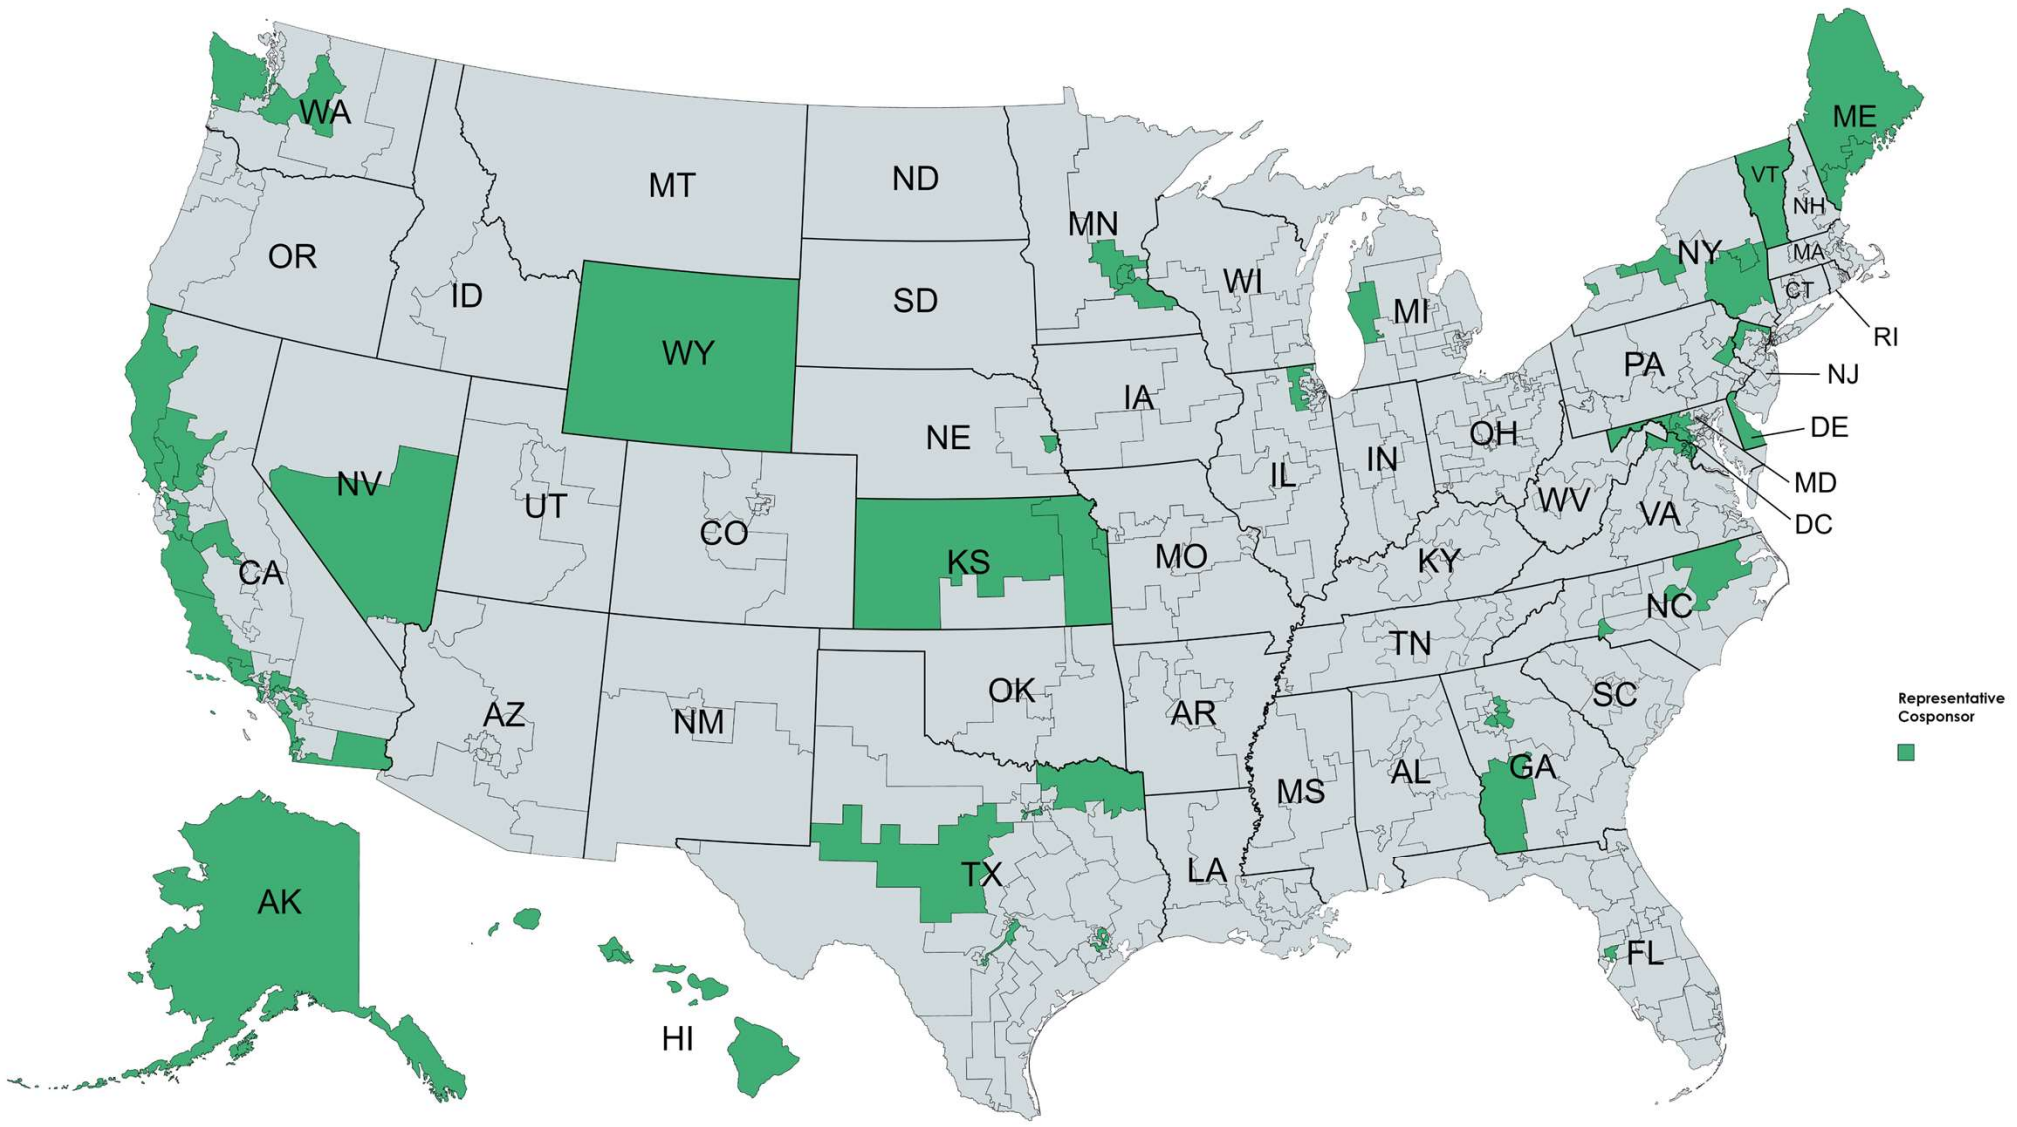 WA
ME
MT
ND
VT
MN
NH
OR
NY
MA
WI
ID
SD
CT
MI
RI
WY
PA
NJ
IA
NE
DE
OH
NV
IN
IL
MD
UT
WV
VA
DC
CO
KS
MO
KY
CA
NC
TN
OK
SC
AZ
NM
AR
Representative
Cosponsor
GA
AL
MS
TX
LA
AK
FL
HI